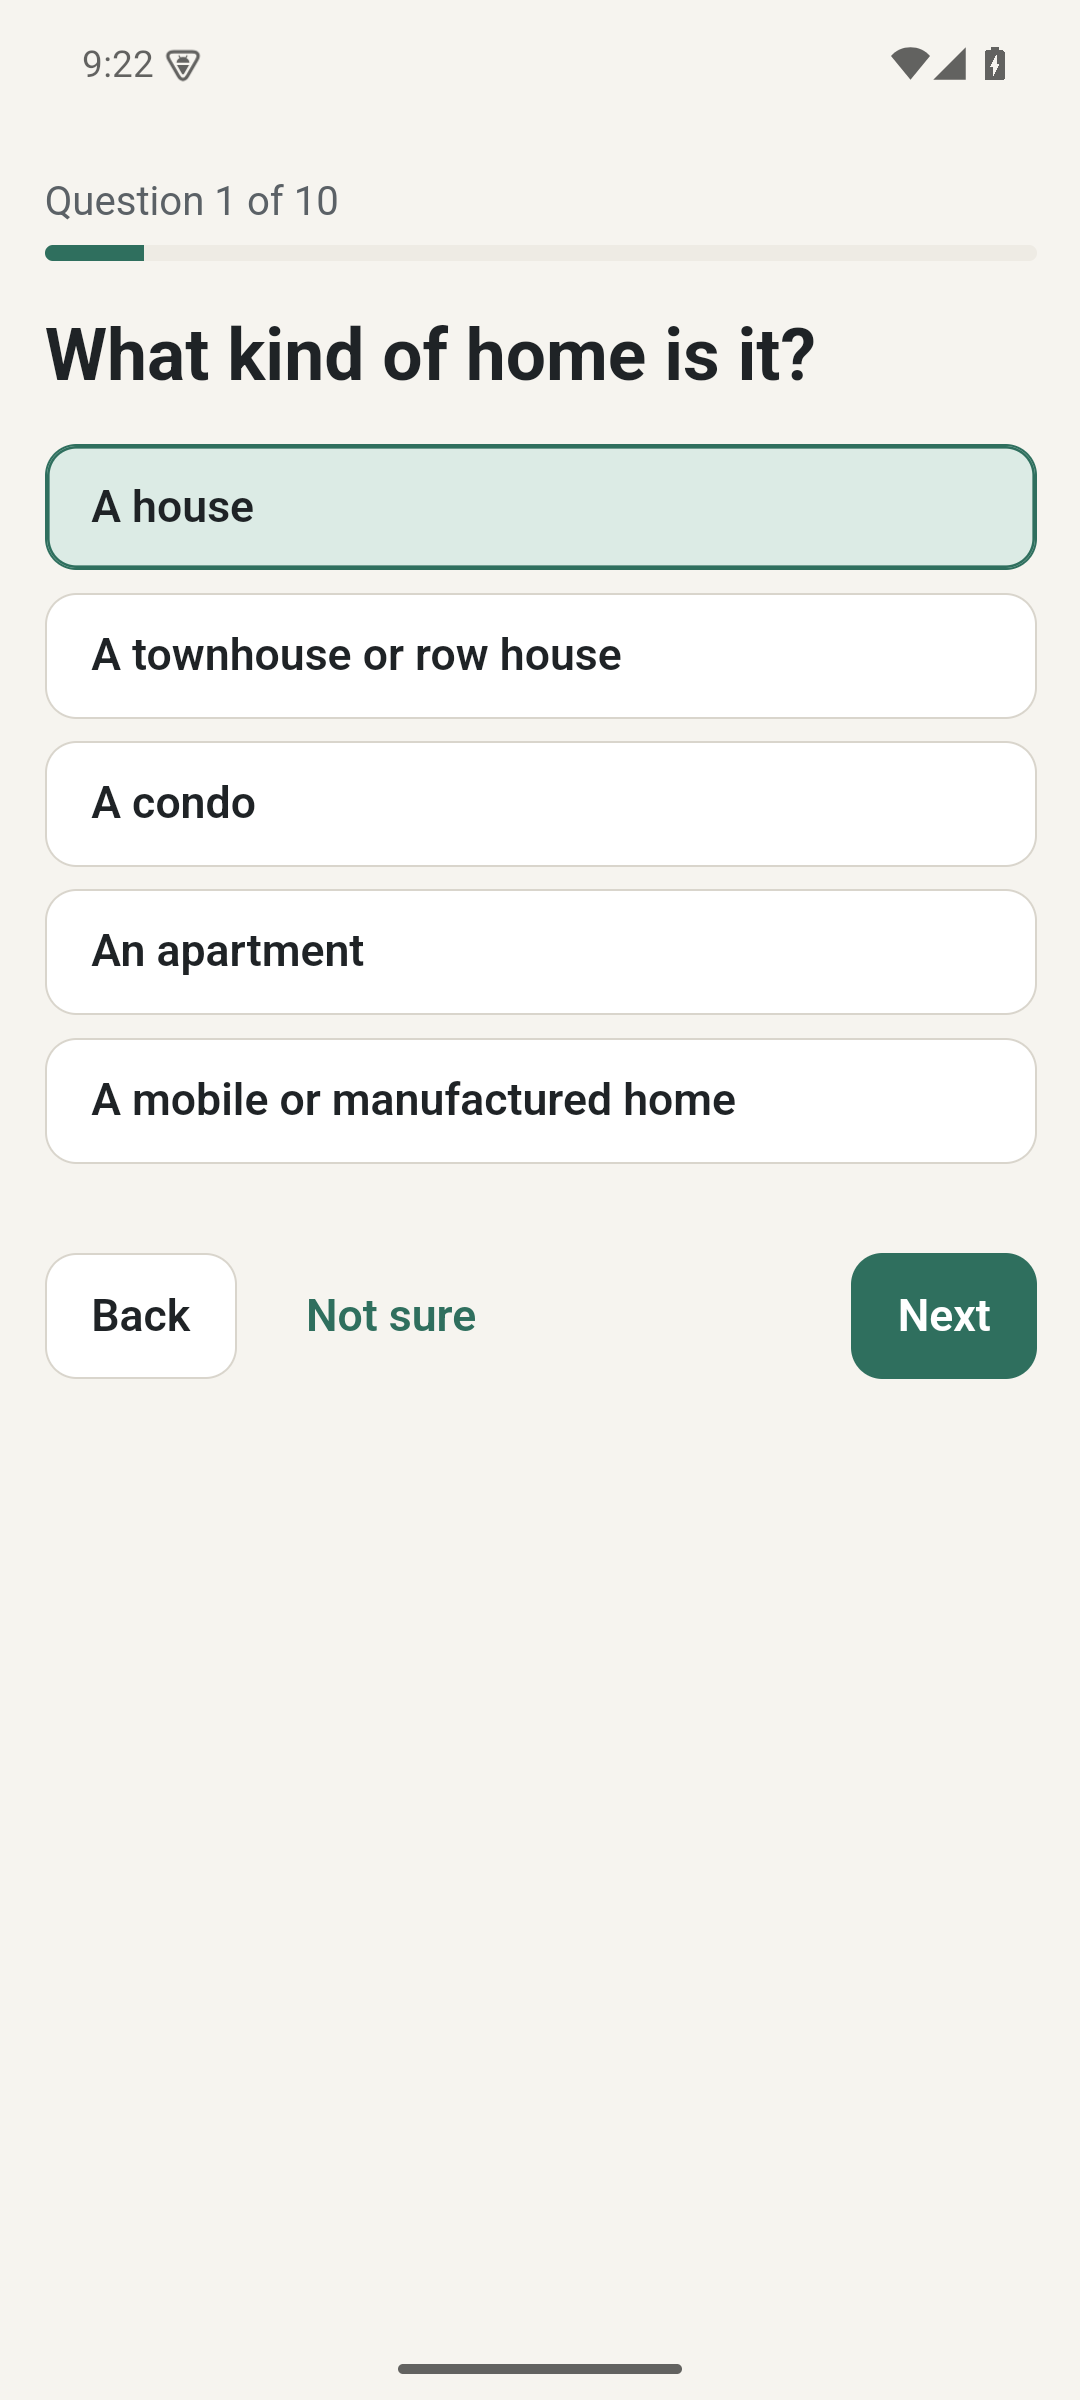 9:22
Question 1 of 10
What kind of home is it?
A house
A townhouse or row house
A condo
An apartment
A mobile or manufactured home
Back
Not sure
Next